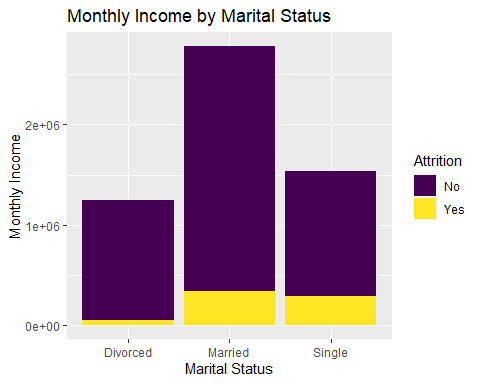 Monthly Income by Marital Status
Monthly Income
2e+06
1e+06
0e+00
Divorced Married Single
Marital Status
Attrition
No
Yes